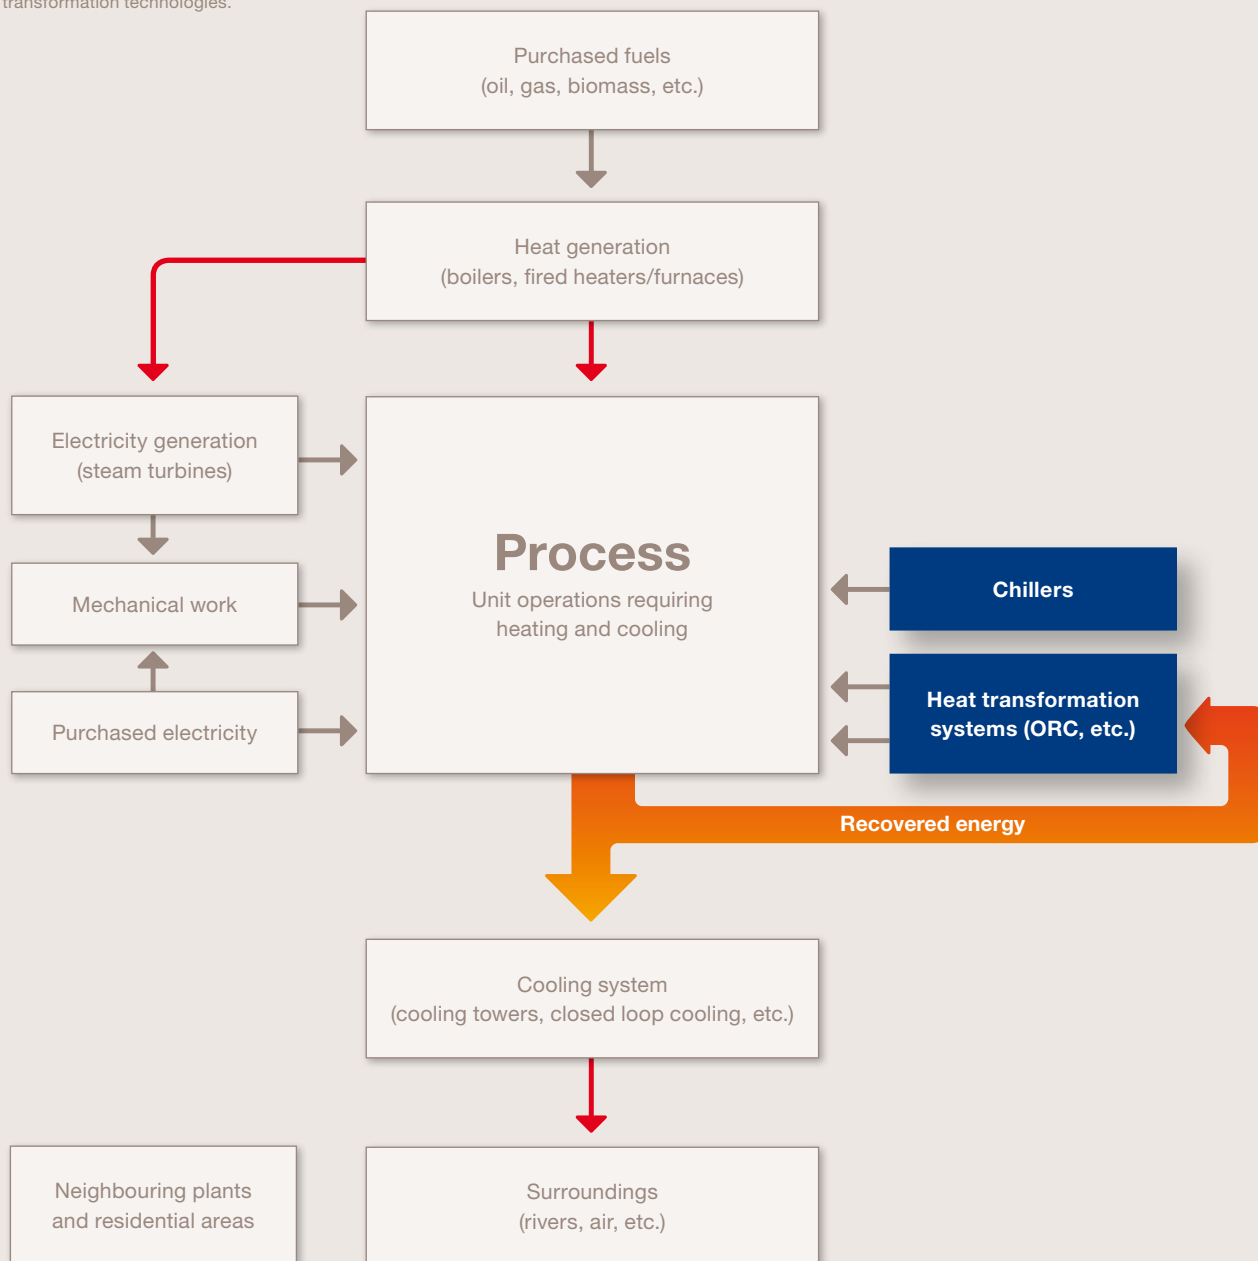 transformation technologies.
Purchased fuels
(oil, gas, biomass, etc.)
Heat generation
(boilers, fired heaters/furnaces)
Electricity generation
(steam turbines)
Process
Unit operations requiring
heating and cooling
Mechanical work
Chillers
Purchased electricity
Heat transformation
systems (ORC, etc.)
Recovered energy
Cooling system
(cooling towers, closed loop cooling, etc.)
Neighbouring plants
and residential areas
Surroundings
(rivers, air, etc.)